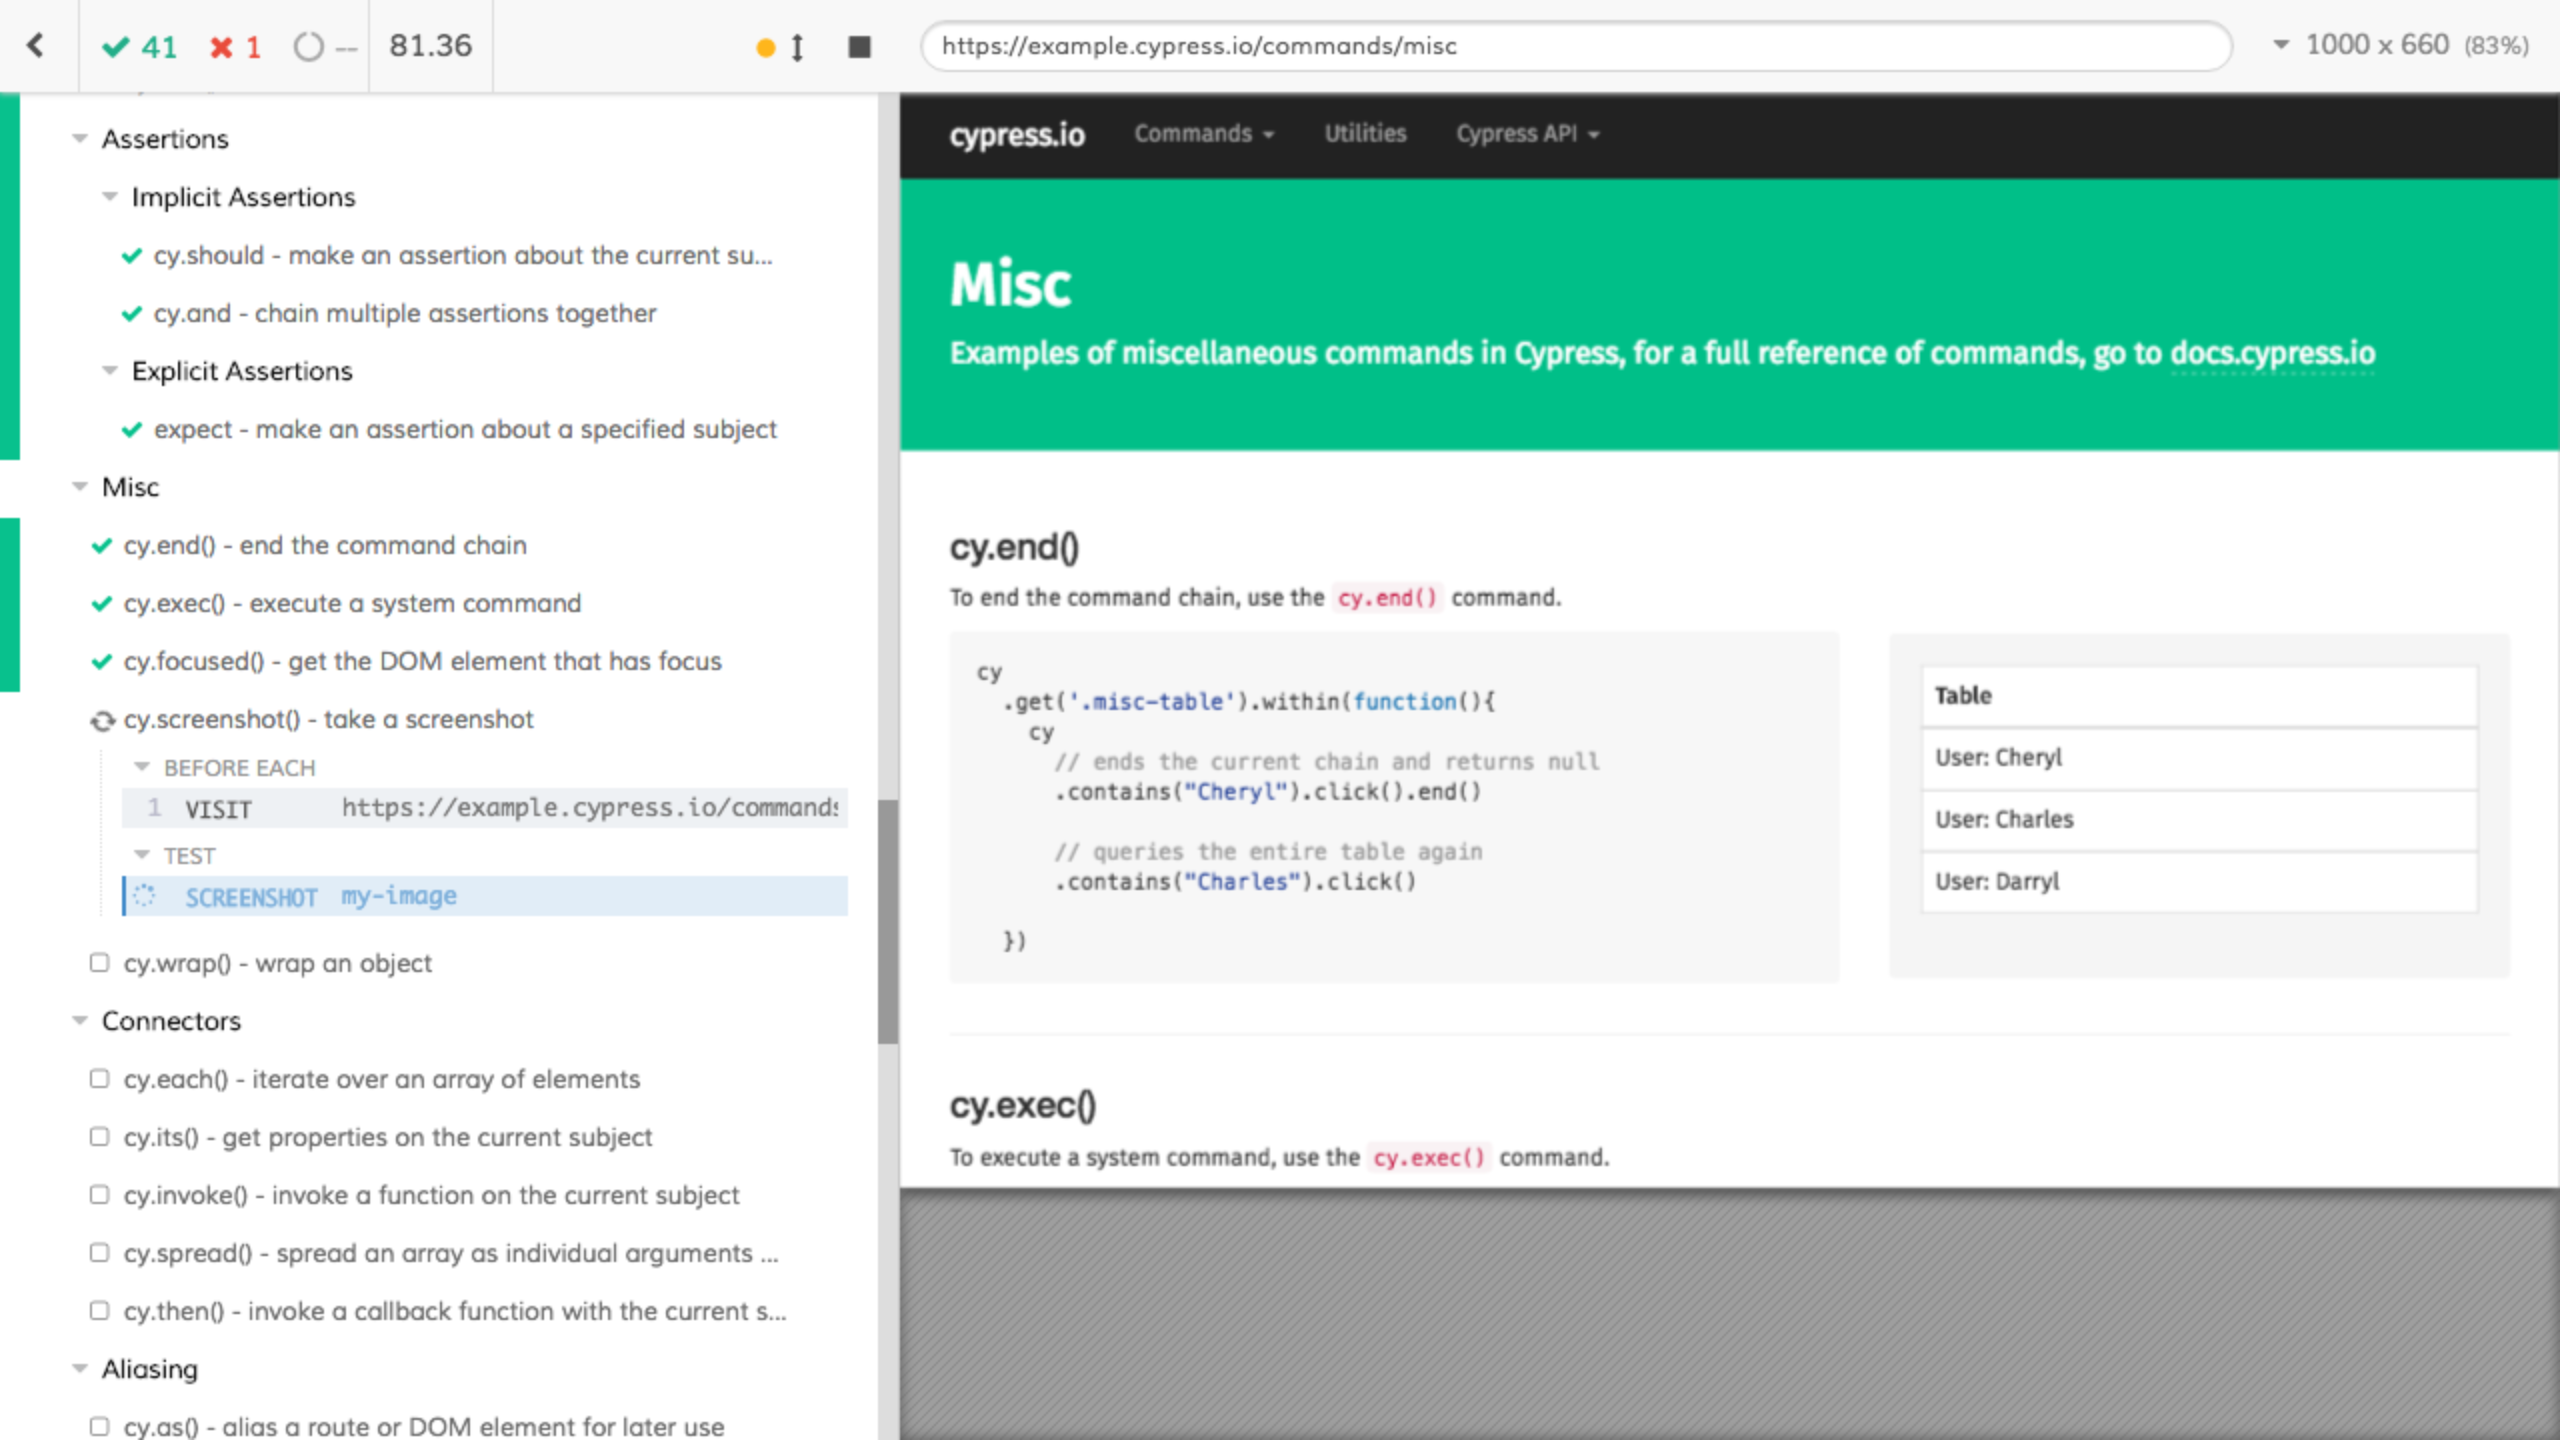 41 1 -- 81.36
https://example.cypress.io/commands/misc
1000 x 660 (83%)
Assertions
Implicit Assertions
cy.should - make an assertion about the current su...
cy.and - chain multiple assertions together
Explicit Assertions
expect - make an assertion about a specified subject
Misc
cy.end() - end the command chain
cy.exec() - execute a system command
cy.focused() - get the DOM element that has focus
cy.screenshot() - take a screenshot
BEFORE EACH
1 VISIT https://example.cypress.io/commands
TEST
SCREENSHOT my-image
cy.wrap() - wrap an object
Connectors
cy.each() - iterate over an array of elements
cy.its() - get properties on the current subject
cy.invoke() - invoke a function on the current subject
cy.spread() - spread an array as individual arguments ...
cy.then() - invoke a callback function with the current s...
Aliasing
cy.as() - alias a route or DOM element for later use
cypress.io Commands Utilities Cypress API
Misc
Examples of miscellaneous commands in Cypress, for a full reference of commands, go to docs.cypress.io
cy.end()
To end the command chain, use the cy.end() command.
cy
.get('.misc-table').within(function(){
cy
// ends the current chain and returns null
.contains("Cheryl").click().end()
// queries the entire table again
.contains("Charles").click()
})
Table
User: Cheryl
User: Charles
User: Darryl
cy.exec()
To execute a system command, use the cy.exec() command.